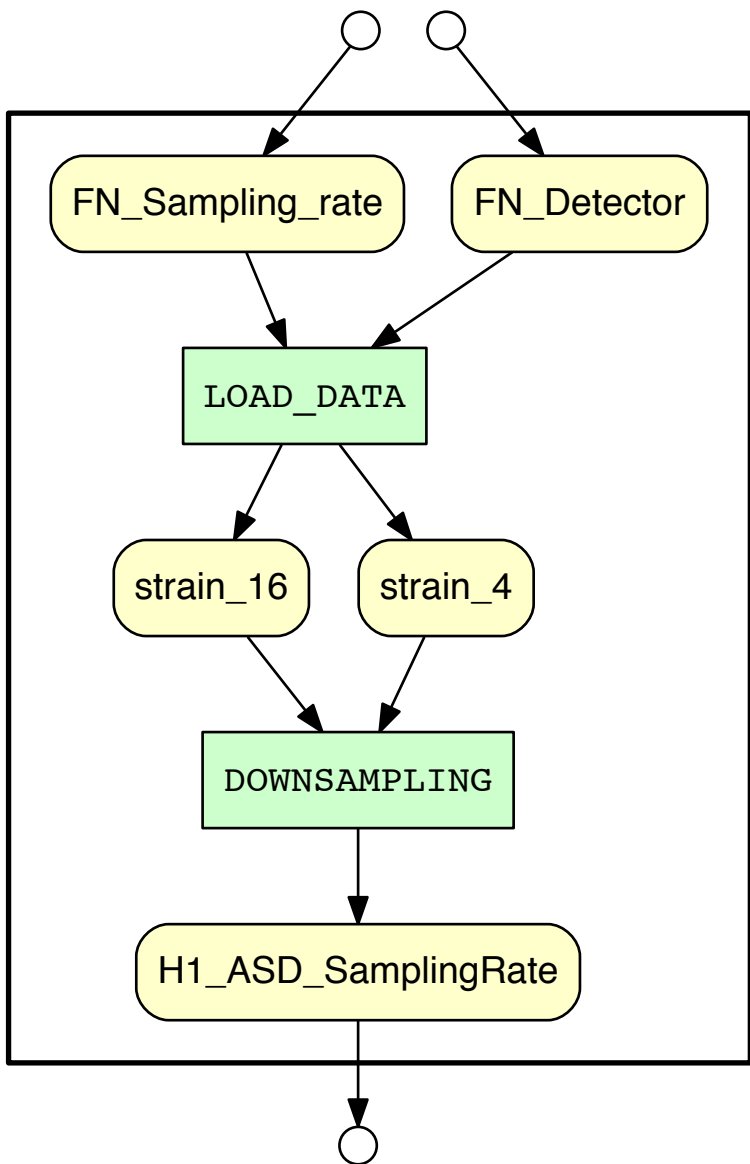 FN_Sampling_rate
FN_Detector
LOAD_DATA
strain_16
strain_4
DOWNSAMPLING
H1_ASD_SamplingRate